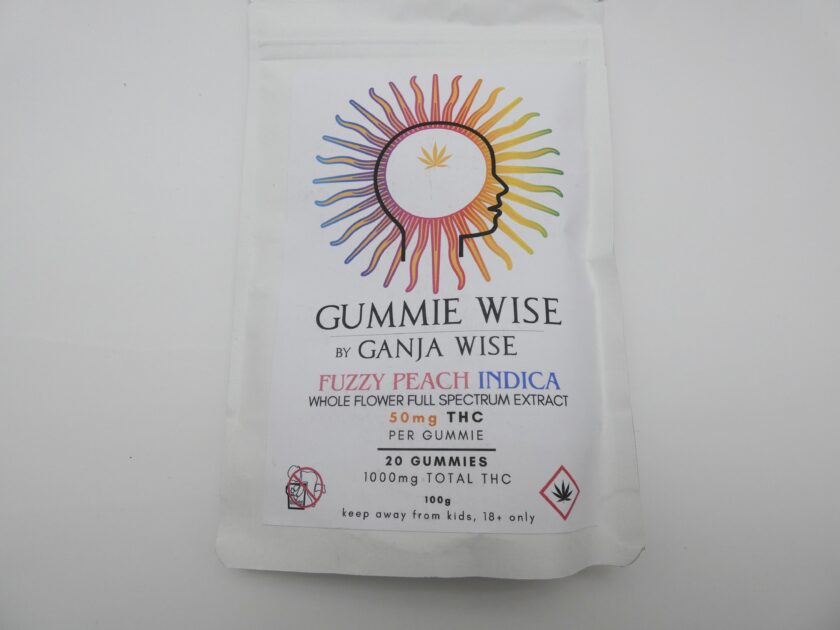 GUMMIE WISE
BY GANJA WISE
FUZZY PEACH INDICA
WHOLE FLOWER FULL SPECTRUM EXTRACT
50mg THC
PER GUMMIE
20 GUMMIES
1000mg TOTAL THC
100g
keep away from kids, 18+ only